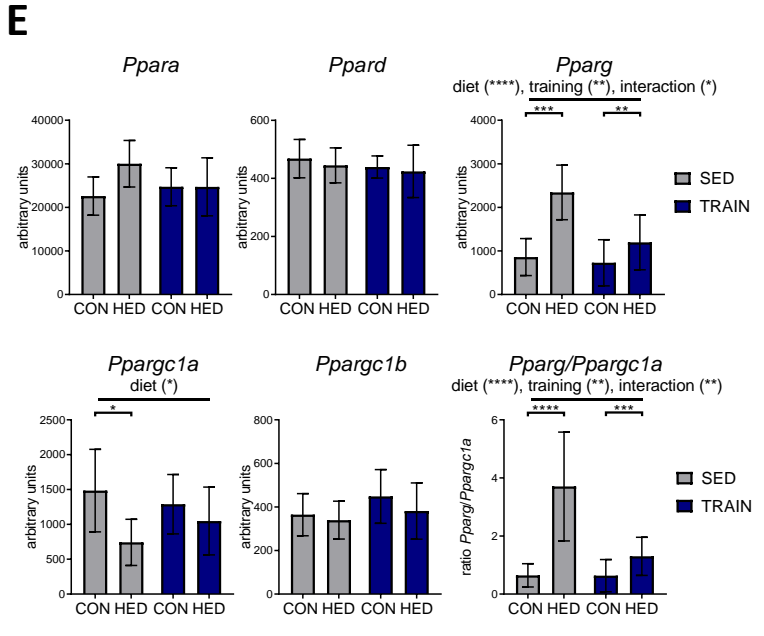 E
Ppara
Ppard
Pparg
diet (****), training (**), interaction (*)
***
**
40000
30000
20000
10000
0
arbitrary units
CON HED CON HED
600
400
200
0
arbitrary units
CON HED CON HED
4000
3000
2000
1000
0
arbitrary units
CON HED CON HED
SED
TRAIN
Ppargc1a
diet (*)
*
Ppargc1b
Pparg/Ppargc1a
diet (****), training (**), interaction (**)
****
***
2500
2000
1500
1000
500
0
arbitrary units
CON HED CON HED
800
600
400
200
0
arbitrary units
CON HED CON HED
6
4
2
0
ratio Pparg/Ppargc1a
CON HED CON HED
SED
TRAIN